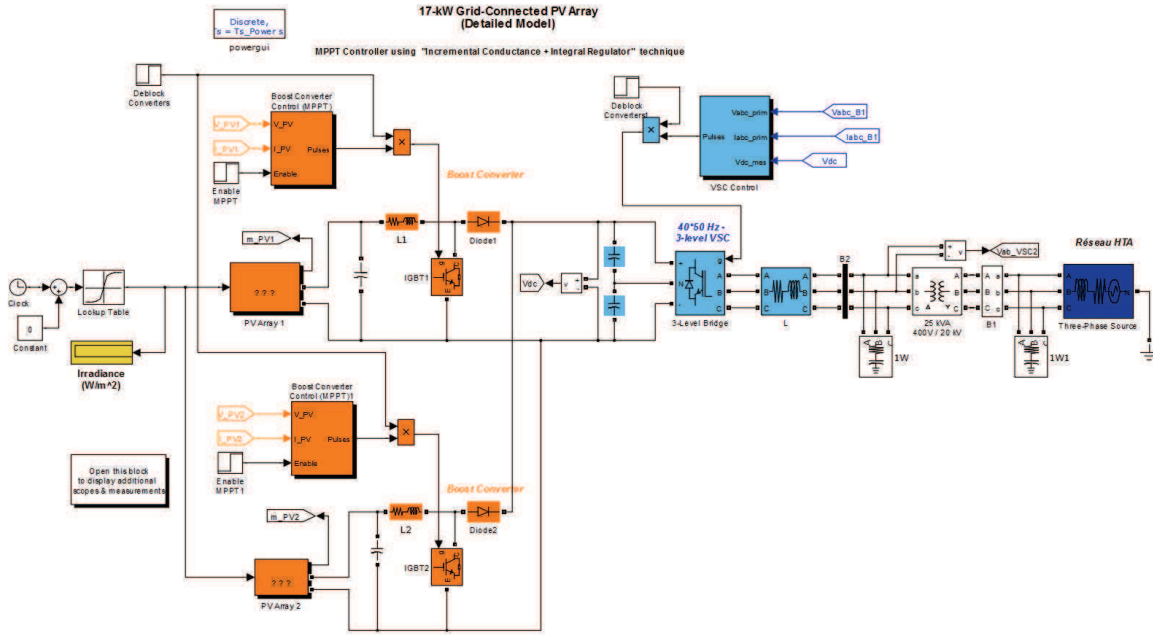 17-kW Grid-Connected PV Array
(Detailed Model)
Discrete,
Ts = Ts_Power s
powergui
MPPT Controller using "Incremental Conductance + Integral Regulator" technique
Deblock
Converters
Boost Converter
Control (MPPT)
V_PV1
V_PV
I_PV1
I_PV
Pulses
Enable
Enable
MPPT
×
Boost Converter
Deblock
Converters1
×
Pulses
Vabc_prim
Iabc_prim
Vdc_mes
VSC Control
Vabc_B1
Iabc_B1
Vdc
m_PV1
L1
Diode1
g
C
E
IGBT1
Clock
Lookup Table
0
Constant
? ? ?
PV Array 1
Irradiance
(W/m^2)
Vdc
v
+
-
40*50 Hz -
3-level VSC
g
+
N
-
A
B
C
3-Level Bridge
A
B
C
A
B
C
L
B2
+
-
v
Vab_VSC2
A
B
C
1W
A
B
C
a
b
c
25 kVA
400V / 20 kV
A
B
C
a
b
c
B1
A
B
C
1W1
Réseau HTA
A
B
C
N
Three-Phase Source
Boost Converter
Control (MPPT)1
V_PV2
V_PV
I_PV2
I_PV
Pulses
Enable
Enable
MPPT1
×
Boost Converter
Open this block
to display additional
scopes & measurements
m_PV2
L2
Diode2
g
C
E
IGBT2
? ? ?
PV Array 2